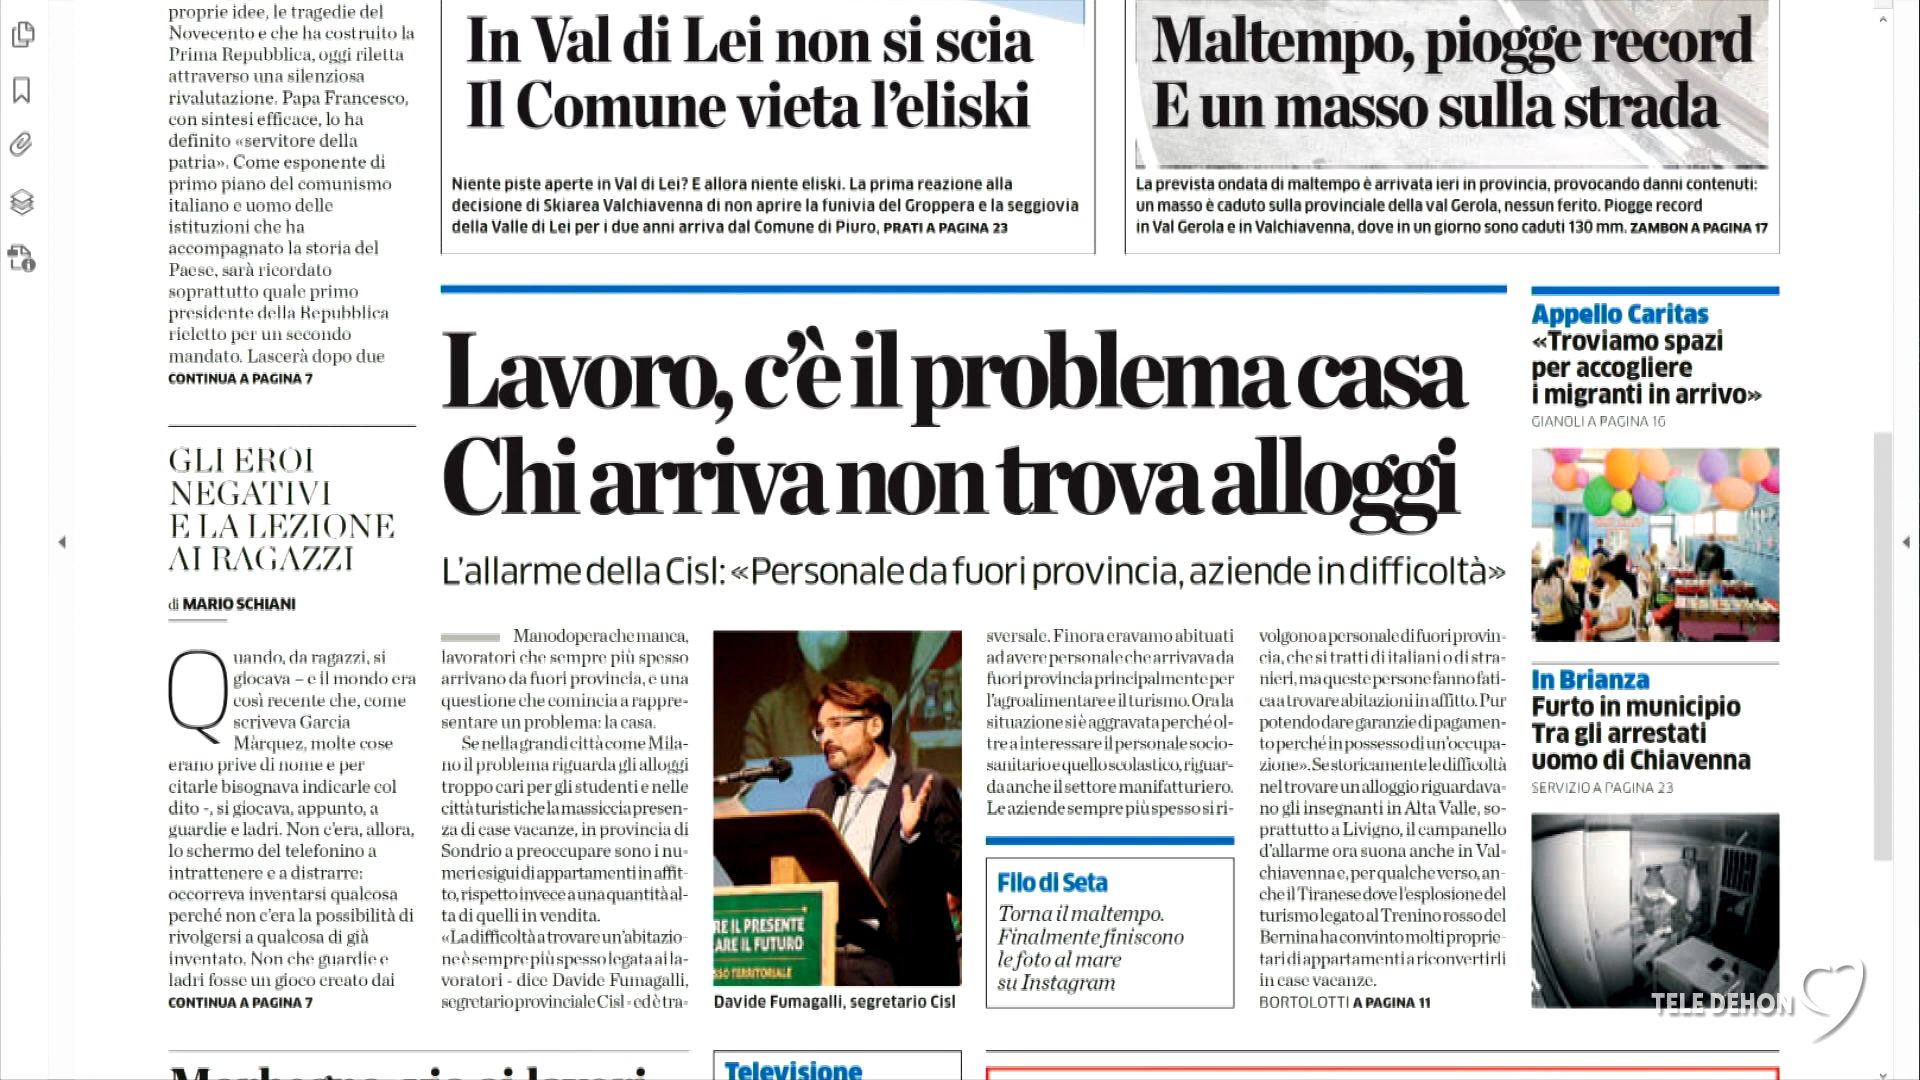 proprie idee, le tragedie del
Novecento e che ha costruito la
Prima Repubblica, oggi riletta
attraverso una silenziosa
rivalutazione. Papa Francesco,
con sintesi efficace, lo ha
definito «servitore della
patria». Come esponente di
primo piano del comunismo
italiano e uomo delle
istituzioni che ha
accompagnato la storia del
Paese, sarà ricordato
soprattutto quale primo
presidente della Repubblica
rieletto per un secondo
mandato. Lascerà dopo due
CONTINUA A PAGINA 7
GLI EROI
NEGATIVI
E LA LEZIONE
AI RAGAZZI
di MARIO SCHIANI
Quando, da ragazzi, si
giocava – e il mondo era
così recente che, come
scriveva Garcia
Màrquez, molte cose
erano prive di nome e per
citarle bisognava indicarle col
dito -, si giocava, appunto, a
guardie e ladri. Non c'era, allora,
lo schermo del telefonino a
intrattenere e a distrarre:
occorreva inventarsi qualcosa
perché non c'era la possibilità di
rivolgersi a qualcosa di già
inventato. Non che guardie e
ladri fosse un gioco creato dai
CONTINUA A PAGINA 7
In Val di Lei non si scia
Il Comune vieta l'eliski
Niente piste aperte in Val di Lei? E allora niente eliski. La prima reazione alla
decisione di Skiarea Valchiavenna di non aprire la funivia del Groppera e la seggiovia
della Valle di Lei per i due anni arriva dal Comune di Piuro. PRATI A PAGINA 23
Maltempo, piogge record
E un masso sulla strada
La prevista ondata di maltempo è arrivata ieri in provincia, provocando danni contenuti:
un masso è caduto sulla provinciale della val Gerola, nessun ferito. Piogge record
in Val Gerola e in Valchiavenna, dove in un giorno sono caduti 130 mm. ZAMBON A PAGINA 17
Lavoro, c'è il problema casa
Chi arriva non trova alloggi
L'allarme della Cisl: «Personale da fuori provincia, aziende in difficoltà»
Manodopera che manca,
lavoratori che sempre più spesso
arrivano da fuori provincia, e una
questione che comincia a rappre-
sentare un problema: la casa.
Se nella grandi città come Mila-
no il problema riguarda gli alloggi
troppo cari per gli studenti e nelle
città turistiche la massiccia presen-
za di case vacanze, in provincia di
Sondrio a preoccupare sono i nu-
meri esigui di appartamenti in affit-
to, rispetto invece a una quantità al-
ta di quelli in vendita.
«La difficoltà a trovare un'abitazio-
ne è sempre più spesso legata ai la-
voratori - dice Davide Fumagalli,
segretario provinciale Cisl - ed è tra-
RE IL PRESENTE
ARE IL FUTURO
SSO TERRITORIALE
Davide Fumagalli, segretario Cisl
sversale. Finora eravamo abituati
ad avere personale che arrivava da
fuori provincia principalmente per
l'agroalimentare e il turismo. Ora la
situazione si è aggravata perché ol-
tre a interessare il personale socio-
sanitario e quello scolastico, riguar-
da anche il settore manifatturiero.
Le aziende sempre più spesso si ri-
Filo di Seta
Torna il maltempo.
Finalmente finiscono
le foto al mare
su Instagram
volgono a personale di fuori provin-
cia, che si tratti di italiani o di stra-
nieri, ma queste persone fanno fati-
ca a trovare abitazioni in affitto. Pur
potendo dare garanzie di pagamen-
to perché in possesso di un'occupa-
zione». Se storicamente le difficoltà
nel trovare un alloggio riguardava-
no gli insegnanti in Alta Valle, so-
prattutto a Livigno, il campanello
d'allarme ora suona anche in Val-
chiavenna e, per qualche verso, an-
che il Tiranese dove l'esplosione del
turismo legato al Trenino rosso del
Bernina ha convinto molti proprie-
tari di appartamenti a riconvertirli
in case vacanze.
BORTOLOTTI A PAGINA 11
Appello Caritas
«Troviamo spazi
per accogliere
i migranti in arrivo»
GIANOLI A PAGINA 16
In Brianza
Furto in municipio
Tra gli arrestati
uomo di Chiavenna
SERVIZIO A PAGINA 23
TELE DEHON
Televisione